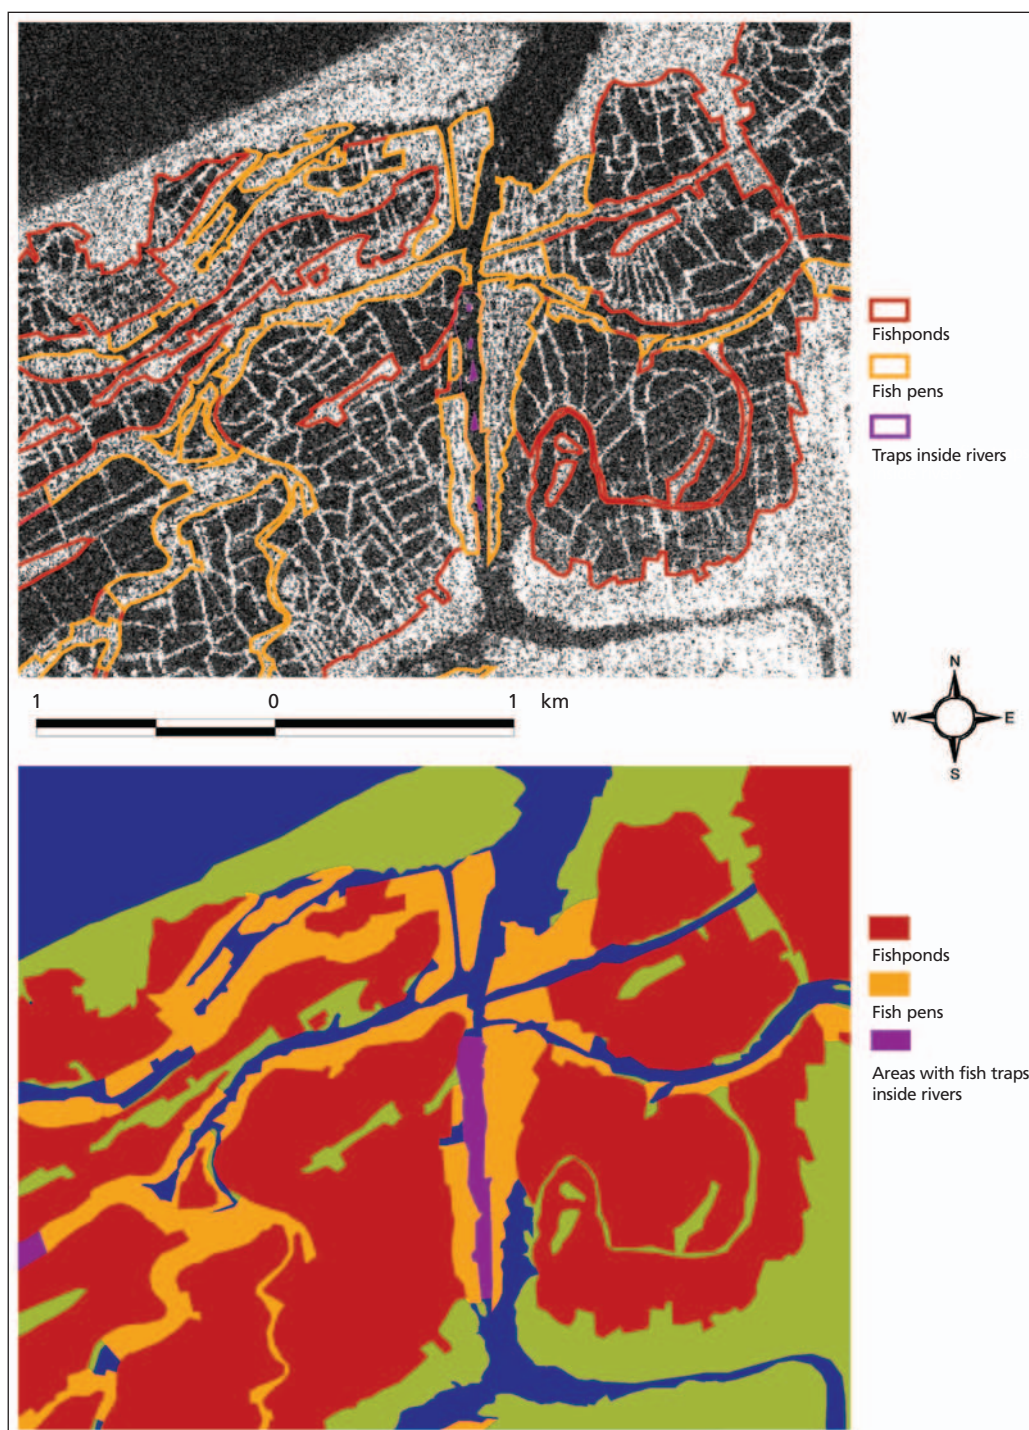 Fishponds
Fish pens
Traps inside rivers
1 0 1 km
N
W E
S
Fishponds
Fish pens
Areas with fish traps
inside rivers